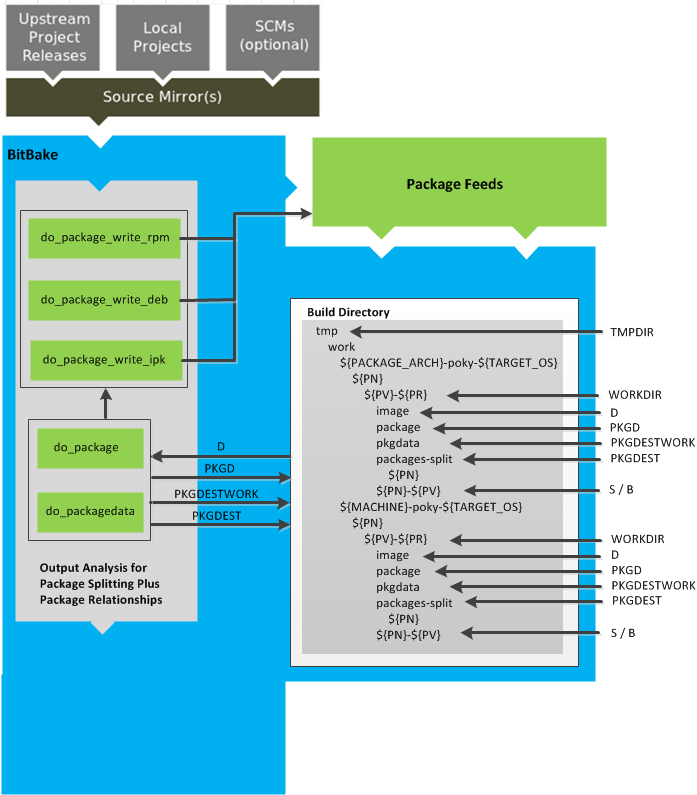 Upstream
Project
Releases
Local
Projects
SCMs
(optional)
Source Mirror(s)
BitBake
Package Feeds
do_package_write_rpm
do_package_write_deb
do_package_write_ipk
do_package
do_packagedata
D
PKGD
PKGDESTWORK
PKGDEST
Output Analysis for
Package Splitting Plus
Package Relationships
Build Directory
tmp
TMPDIR
work
${PACKAGE_ARCH}-poky-${TARGET_OS}
${PN}
${PV}-${PR}
WORKDIR
image
D
package
PKGD
pkgdata
PKGDESTWORK
packages-split
PKGDEST
${PN}
${PN}-${PV}
S / B
${MACHINE}-poky-${TARGET_OS}
${PN}
${PV}-${PR}
WORKDIR
image
D
package
PKGD
pkgdata
PKGDESTWORK
packages-split
PKGDEST
${PN}
${PN}-${PV}
S / B